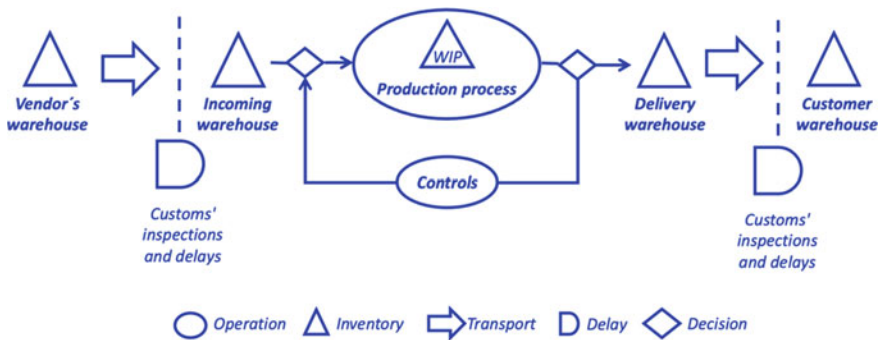 WIP
Production process
Vendor´s
warehouse
Incoming
warehouse
Delivery
warehouse
Customer
warehouse
Controls
Customs'
inspections
and delays
Customs'
inspections
and delays
Operation
Inventory
Transport
Delay
Decision